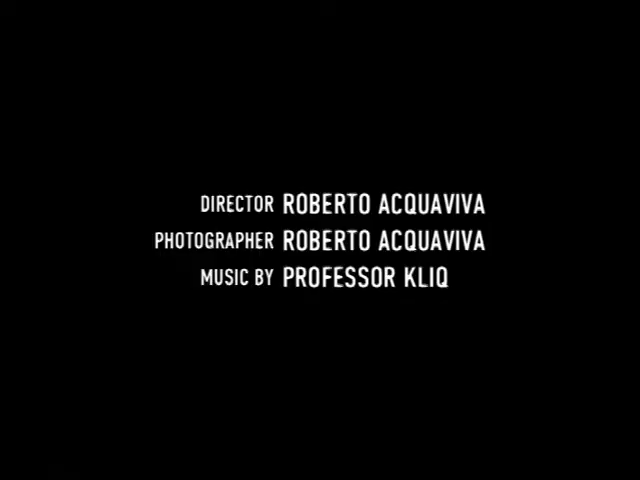 DIRECTOR ROBERTO ACQUAVIVA
PHOTOGRAPHER ROBERTO ACQUAVIVA
MUSIC BY PROFESSOR KLIQ